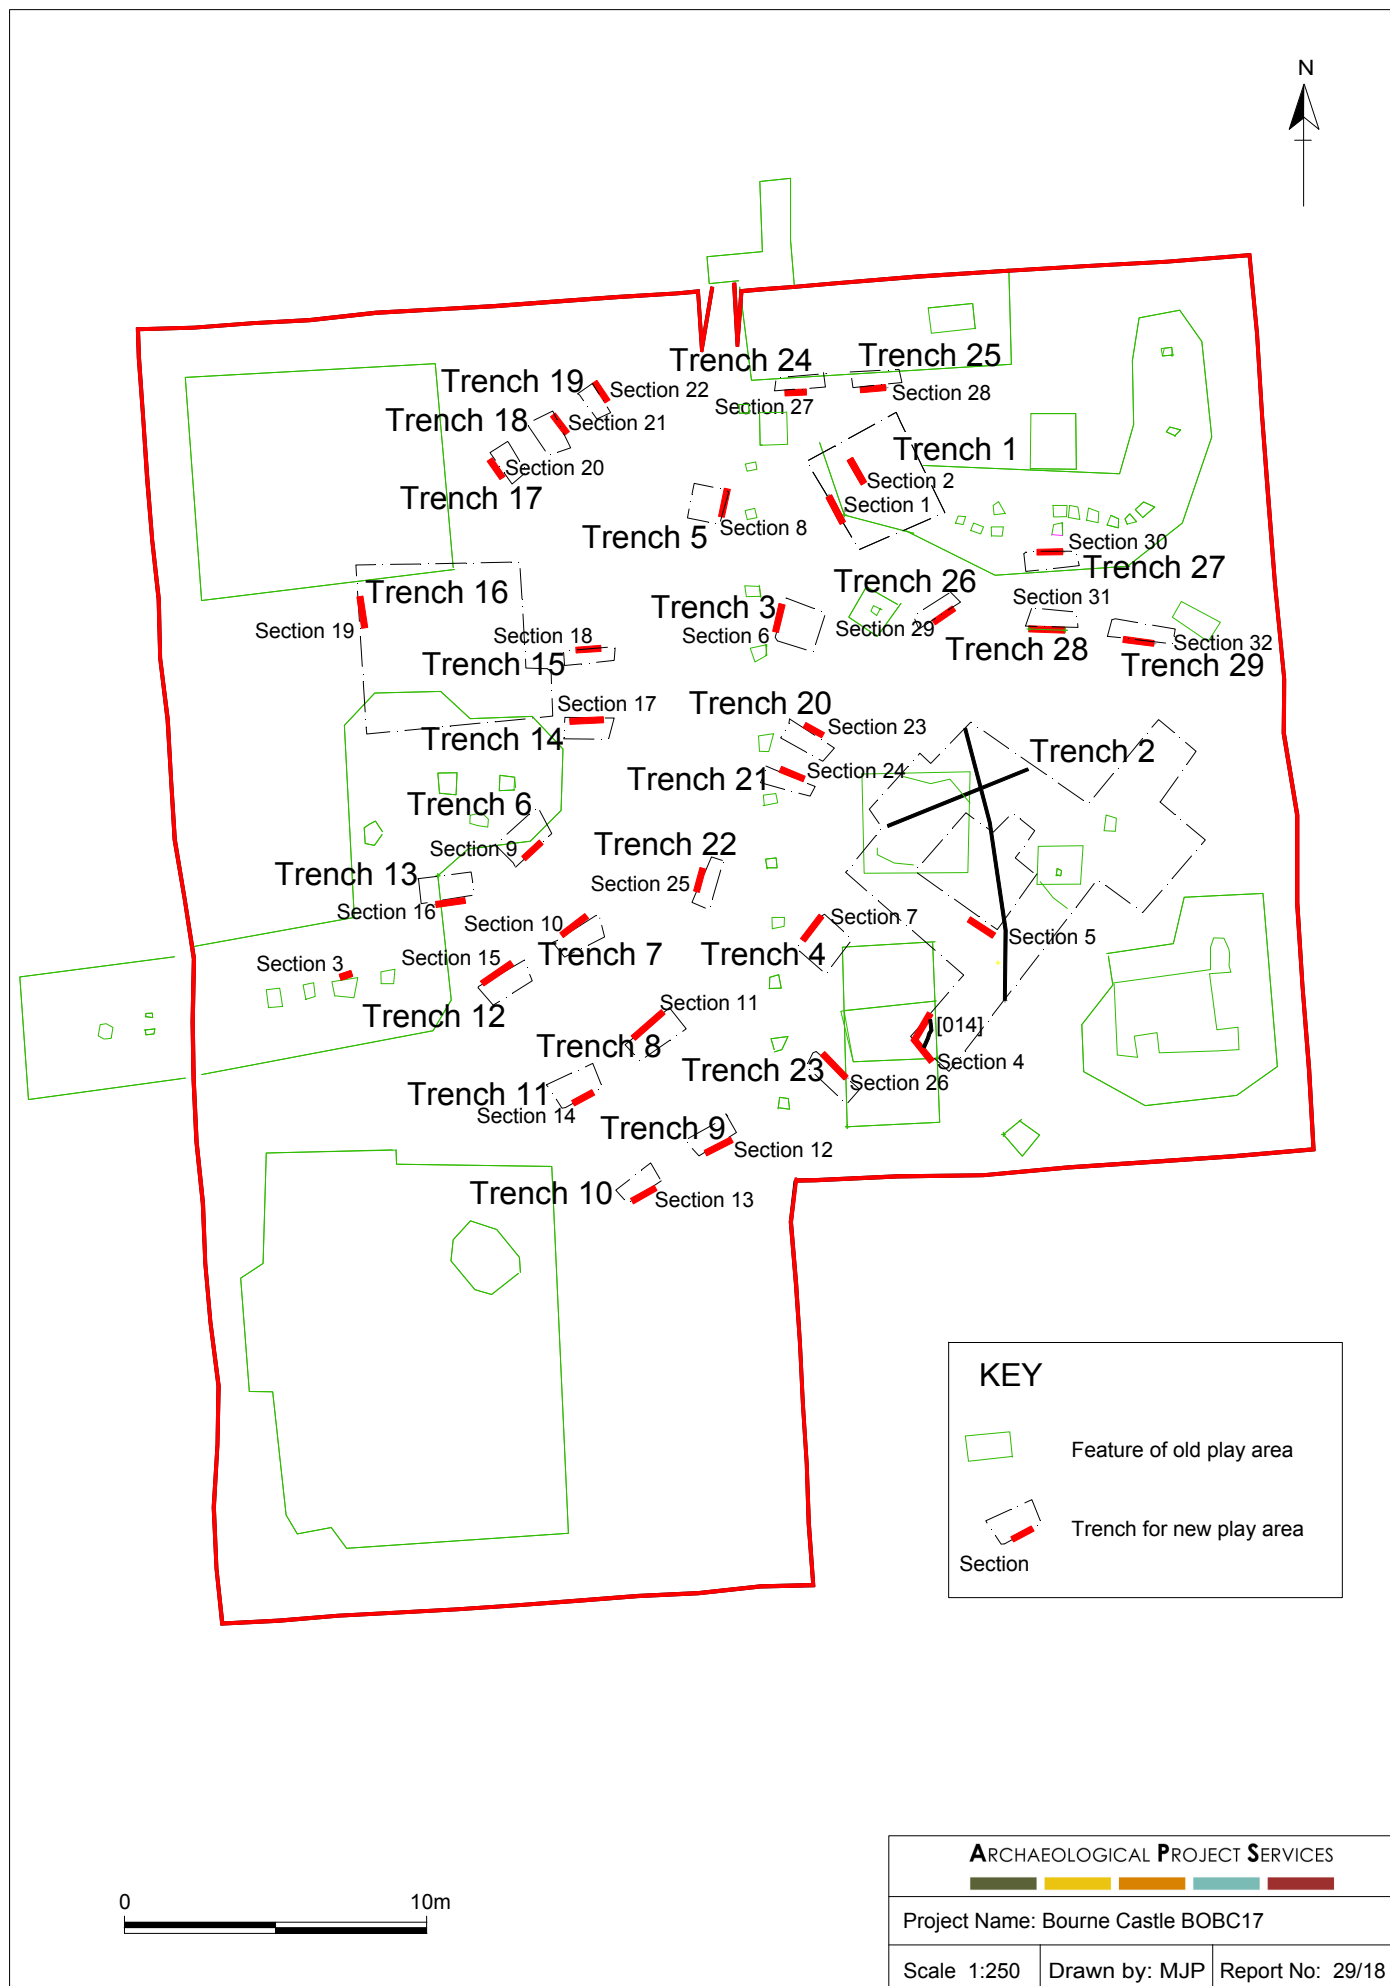 N
Trench 24
Trench 25
Trench 19
Section 22
Section 27
Section 28
Trench 18
Section 21
Trench 1
Section 20
Section 2
Trench 17
Section 1
Section 8
Trench 5
Section 30
Trench 27
Trench 16
Trench 26
Section 31
Trench 3
Section 19
Section 18
Section 6
Section 29
Trench 28
Section 32
Trench 15
Trench 29
Section 17
Trench 20
Section 23
Trench 14
Trench 2
Trench 21
Section 24
Trench 6
Section 9
Trench 22
Trench 13
Section 25
Section 16
Section 10
Section 7
Section 5
Section 15
Trench 7
Trench 4
Section 3
Section 11
Trench 12
[014]
Trench 8
Section 4
Trench 23
Section 26
Trench 11
Section 14
Trench 9
Section 12
Trench 10
Section 13
KEY
Feature of old play area
Trench for new play area
Section
0 10m
ARCHAEOLOGICAL PROJECT SERVICES
Project Name: Bourne Castle BOBC17
Scale 1:250 Drawn by: MJP Report No: 29/18